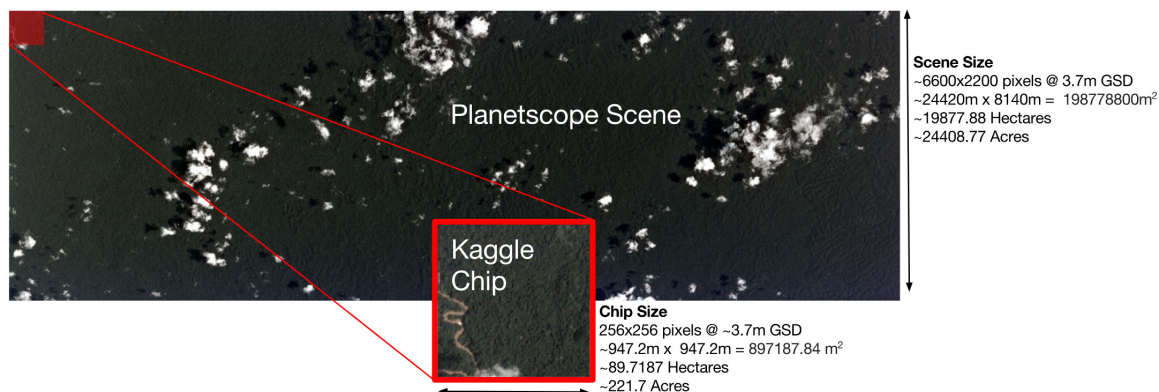 Planetscope Scene
Scene Size
~6600x2200 pixels @ 3.7m GSD
~24420m x 8140m = 198778800m²
~19877.88 Hectares
~24408.77 Acres
Kaggle
Chip
Chip Size
256x256 pixels @ ~3.7m GSD
~947.2m x 947.2m = 897187.84 m²
~89.7187 Hectares
~221.7 Acres